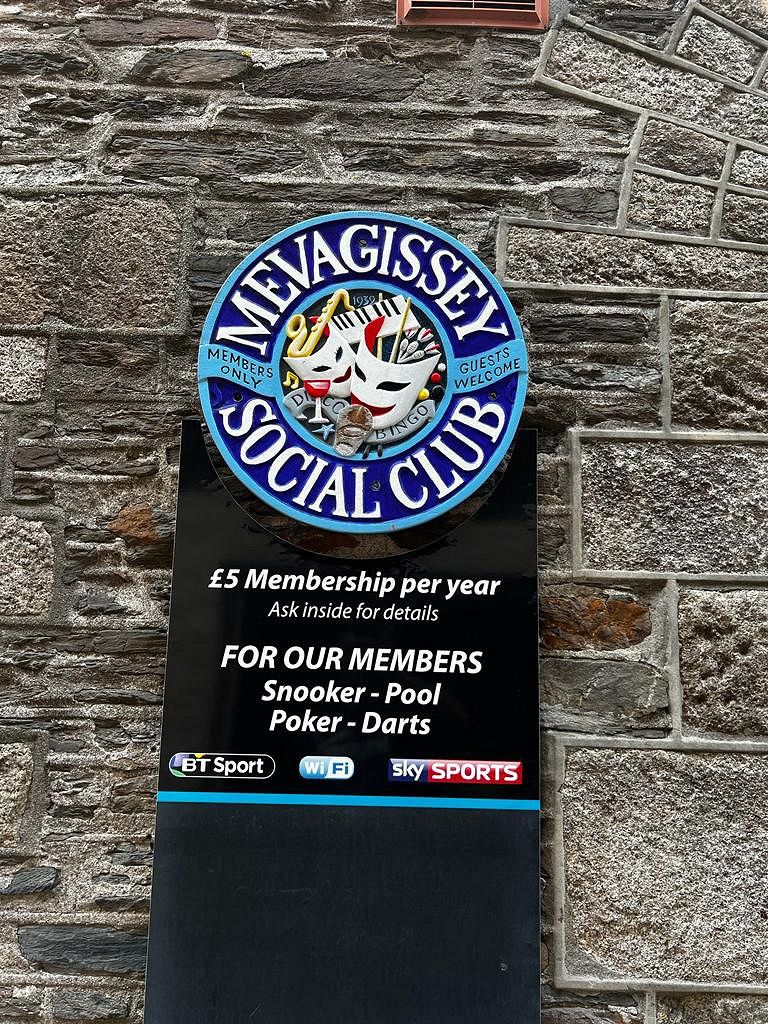 MEVAGISSEY
1939
MEMBERS ONLY
GUESTS WELCOME
DISCO
BINGO
SOCIAL CLUB
£5 Membership per year
Ask inside for details
FOR OUR MEMBERS
Snooker - Pool
Poker - Darts
BT Sport
WiFi
sky SPORTS